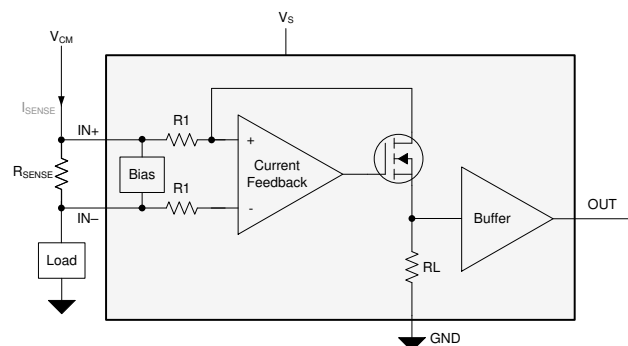 V_S
V_CM
I_SENSE
IN+
R1
+
Current
Feedback
R_SENSE
Bias
Buffer
OUT
R1
-
IN–
Load
RL
GND